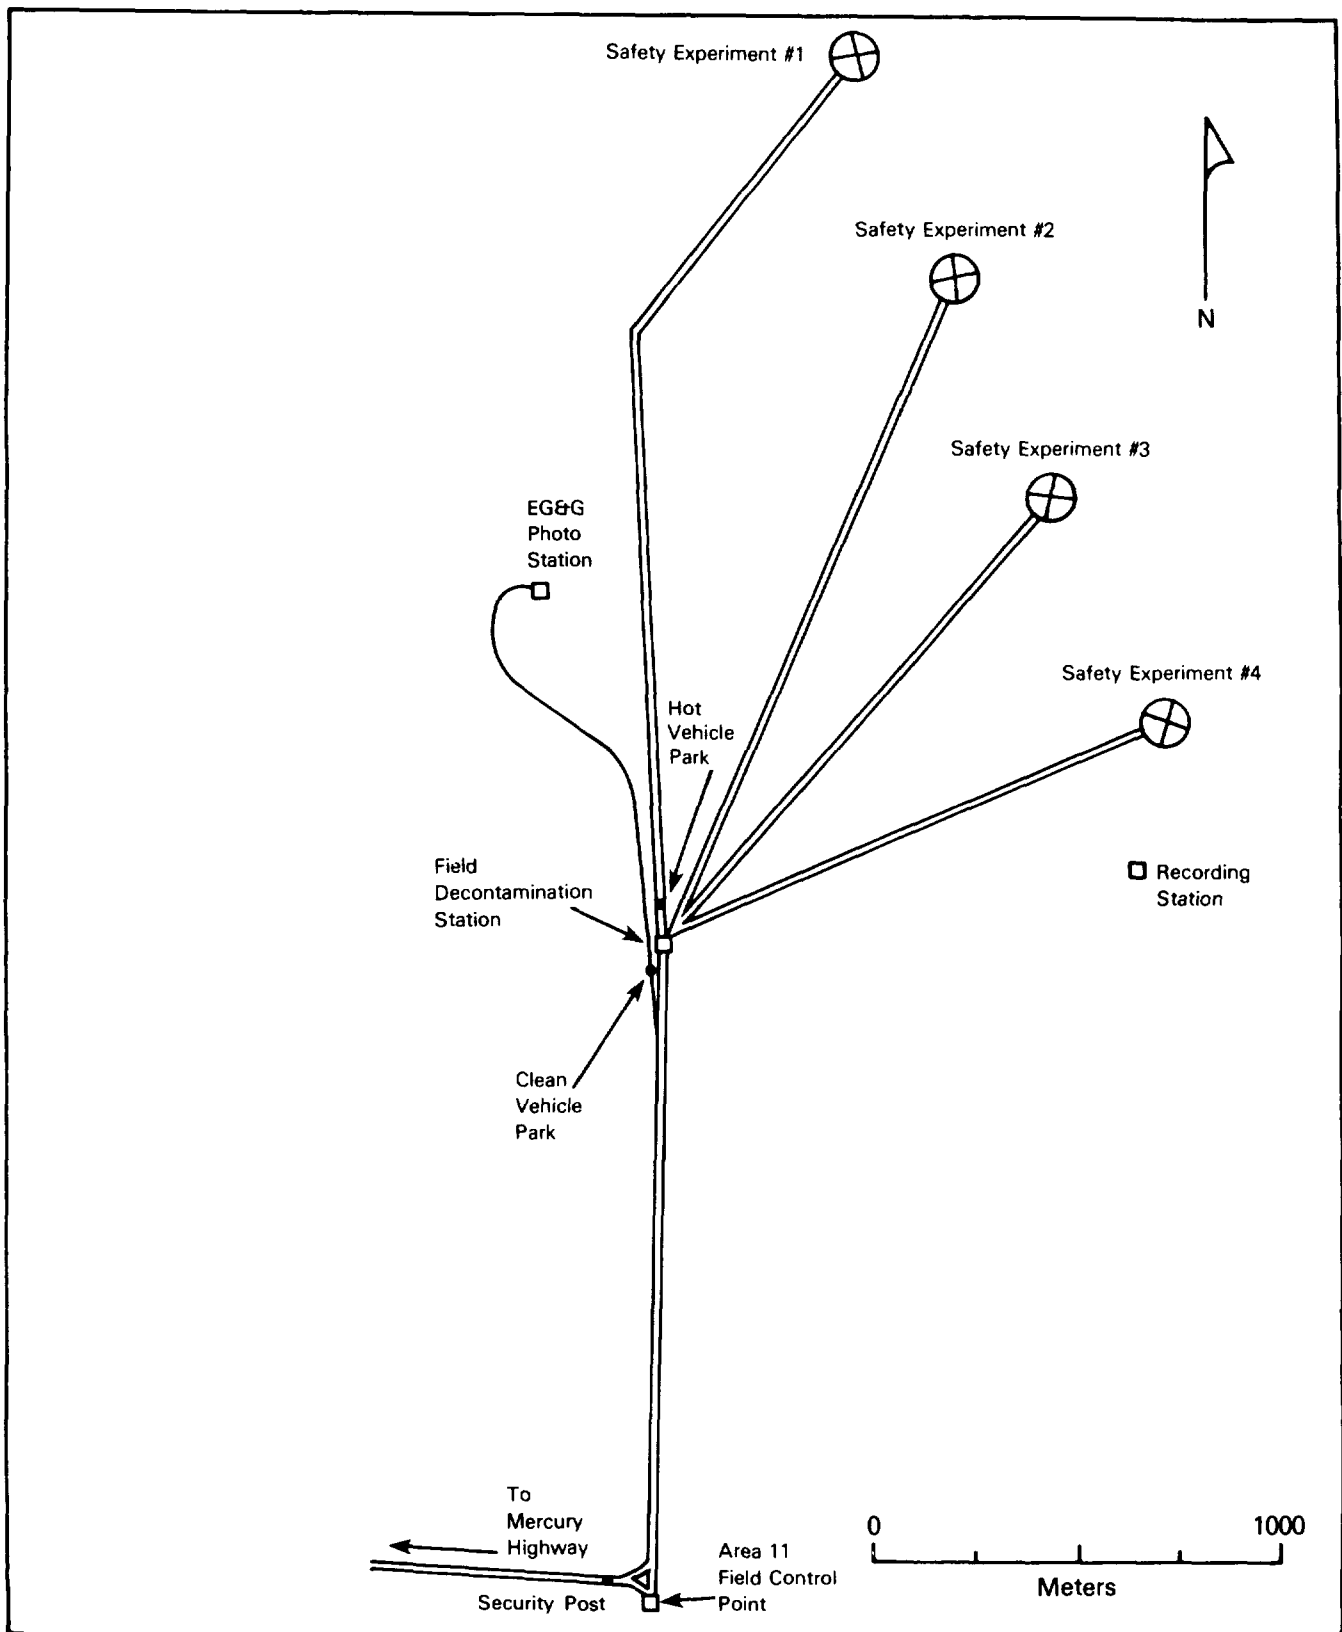 Safety Experiment #1
Safety Experiment #2
N
Safety Experiment #3
EG&G
Photo
Station
Safety Experiment #4
Hot
Vehicle
Park
Field
Decontamination
Station
Recording
Station
Clean
Vehicle
Park
To
Mercury
Highway
Security Post
Area 11
Field Control
Point
0 1000
Meters